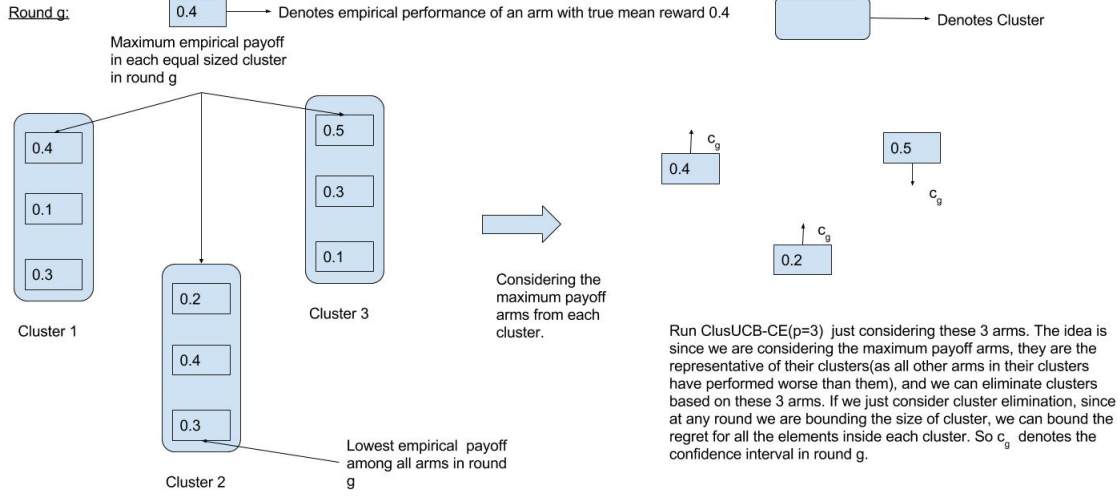 Round g:
0.4
Denotes empirical performance of an arm with true mean reward 0.4
Denotes Cluster
Maximum empirical payoff
in each equal sized cluster
in round g
0.4
0.1
0.3
Cluster 1
0.2
0.4
0.3
Cluster 2
0.5
0.3
0.1
Cluster 3
Lowest empirical payoff
among all arms in round
g
Considering the
maximum payoff
arms from each
cluster.
cg
0.4
0.5
cg
cg
0.2
Run ClusUCB-CE(p=3) just considering these 3 arms. The idea is
since we are considering the maximum payoff arms, they are the
representative of their clusters(as all other arms in their clusters
have performed worse than them), and we can eliminate clusters
based on these 3 arms. If we just consider cluster elimination, since
at any round we are bounding the size of cluster, we can bound the
regret for all the elements inside each cluster. So cg denotes the
confidence interval in round g.